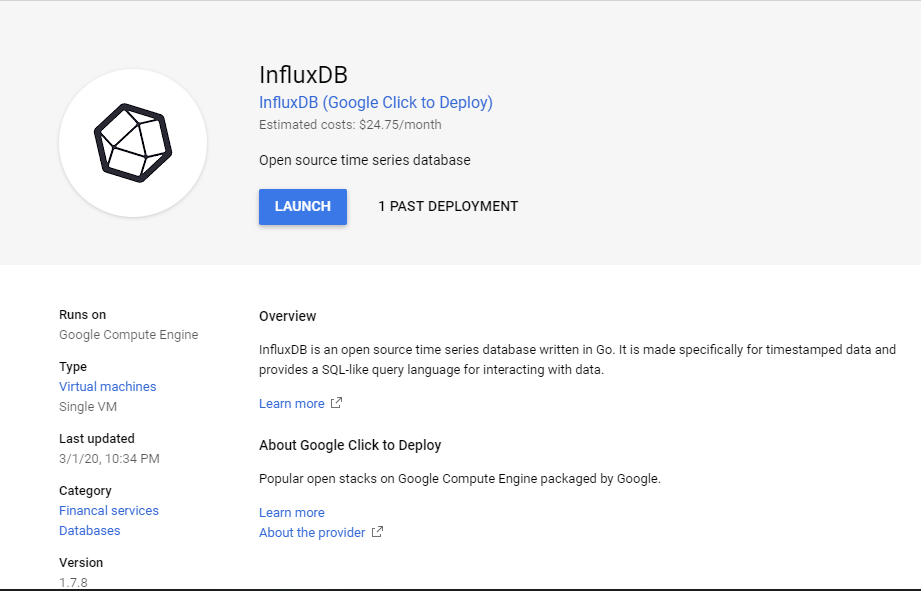 InfluxDB
InfluxDB (Google Click to Deploy)
Estimated costs: $24.75/month
Open source time series database
LAUNCH
1 PAST DEPLOYMENT
Runs on
Google Compute Engine
Type
Virtual machines
Single VM
Last updated
3/1/20, 10:34 PM
Category
Financal services
Databases
Version
1.7.8
Overview
InfluxDB is an open source time series database written in Go. It is made specifically for timestamped data and
provides a SQL-like query language for interacting with data.
Learn more
About Google Click to Deploy
Popular open stacks on Google Compute Engine packaged by Google.
Learn more
About the provider